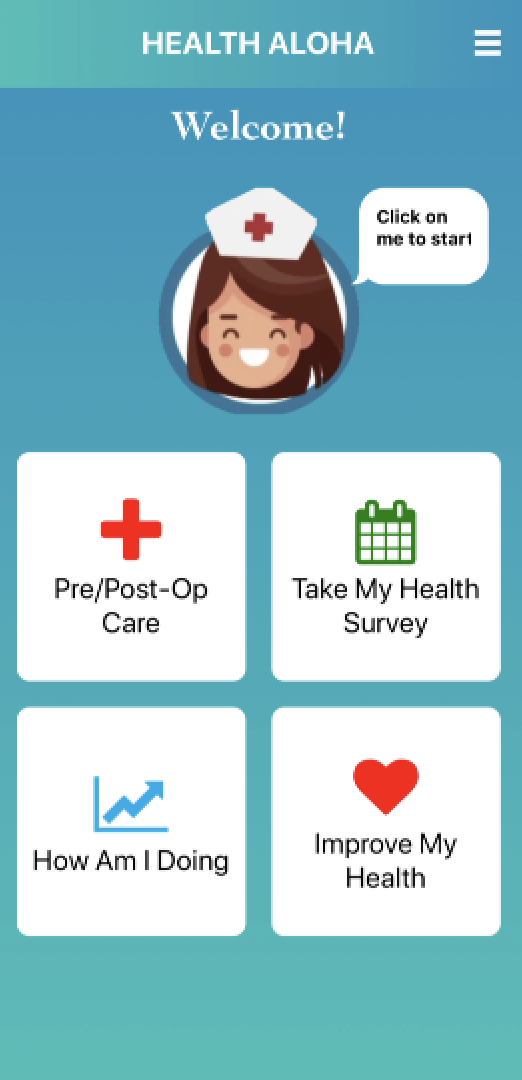 HEALTH ALOHA
Welcome!
Click on
me to start
Pre/Post-Op
Care
Take My Health
Survey
How Am I Doing
Improve My
Health